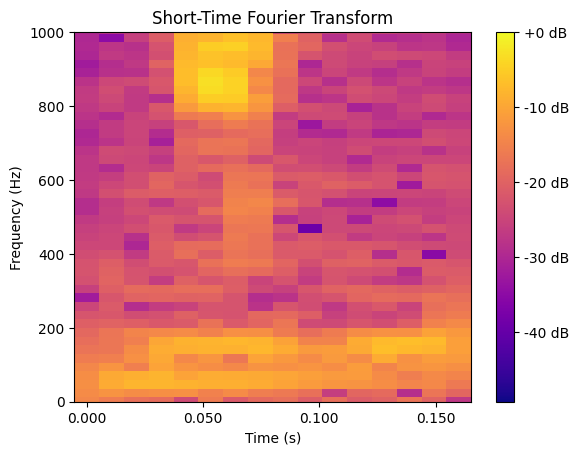 Short-Time Fourier Transform
Frequency (Hz)
1000
800
600
400
200
0
0.000
0.050
0.100
0.150
Time (s)
+0 dB
-10 dB
-20 dB
-30 dB
-40 dB